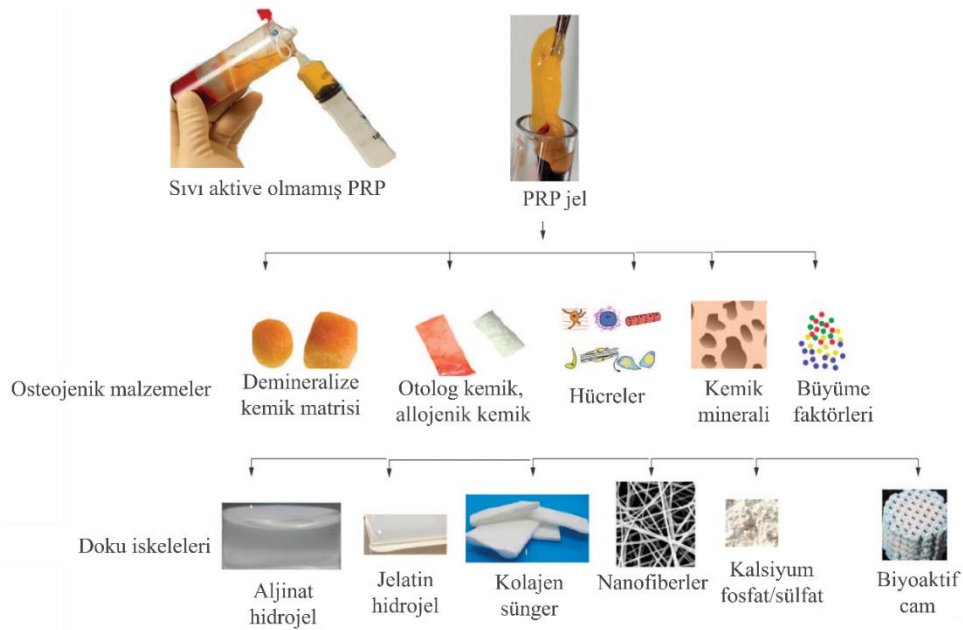 Sıvı aktive olmamış PRP
PRP jel
Osteojenik malzemeler
Demineralize
kemik matrisi
Otolog kemik,
allojenik kemik
Hücreler
Kemik
minerali
Büyüme
faktörleri
Doku iskeleleri
Aljinat
hidrojel
Jelatin
hidrojel
Kolajen
sünger
Nanofiberler
Kalsiyum
fosfat/sülfat
Biyoaktif
cam